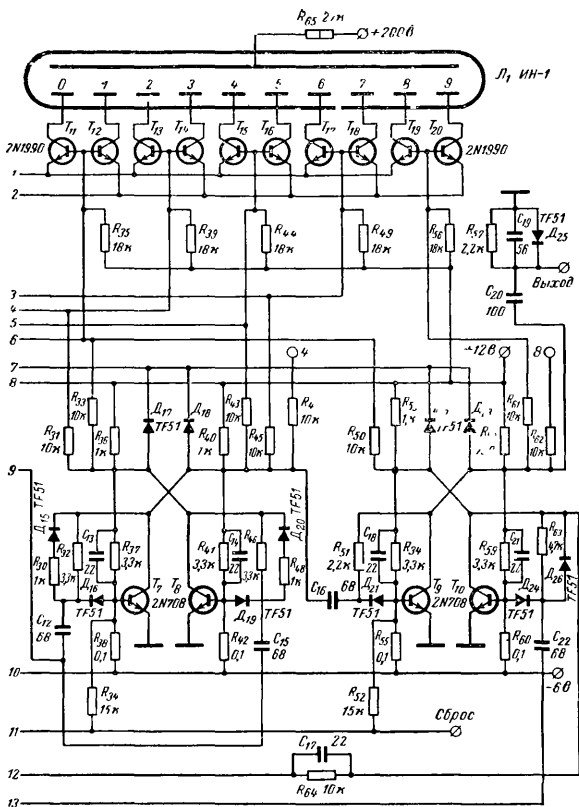 R65 2гк +200в
Л1 ИН-1
0 1 2 3 4 5 6 7 8 9
T11 T12 T13 T14 T15 T16 T17 T18 T19 T20
2N1990 2N1990
1
2
R35 18к
R39 18к
R44 18к
R49 18к
R56 18к
R57 2,2к
C19 56
TF51 Д25
Выход
C20 100
3
4
5
6
7
8
4
-12в
8
R31 10к
R33 10к
R36 1к
Д17 TF51
Д18
R40 1к
R43 10к
R45 10к
10к
R50 10к
1к
TF51
R61 10к
R62 10к
9
Д15 TF51
R30 1к
R32 3,3к
C13 22
R37 3,3к
Д16 TF51
T7 T8
2N708
R41 3,3к
C14 22
R46 3,3к
Д20 TF51
R48 1к
Д19 TF51
C16 68
R51 2,2к
C18 22
R34 3,3к
Д21 TF51
T9 T10
2N708
R59 3,3к
C21 22
R63 47к
Д24 TF51
Д26 TF51
C12 68
R38 0,1
R42 0,1
C15 68
R55 0,1
R60 0,1
C22 68
10
-6в
R34 15к
R52 15к
Сброс
11
C17 22
12
R64 10к
13